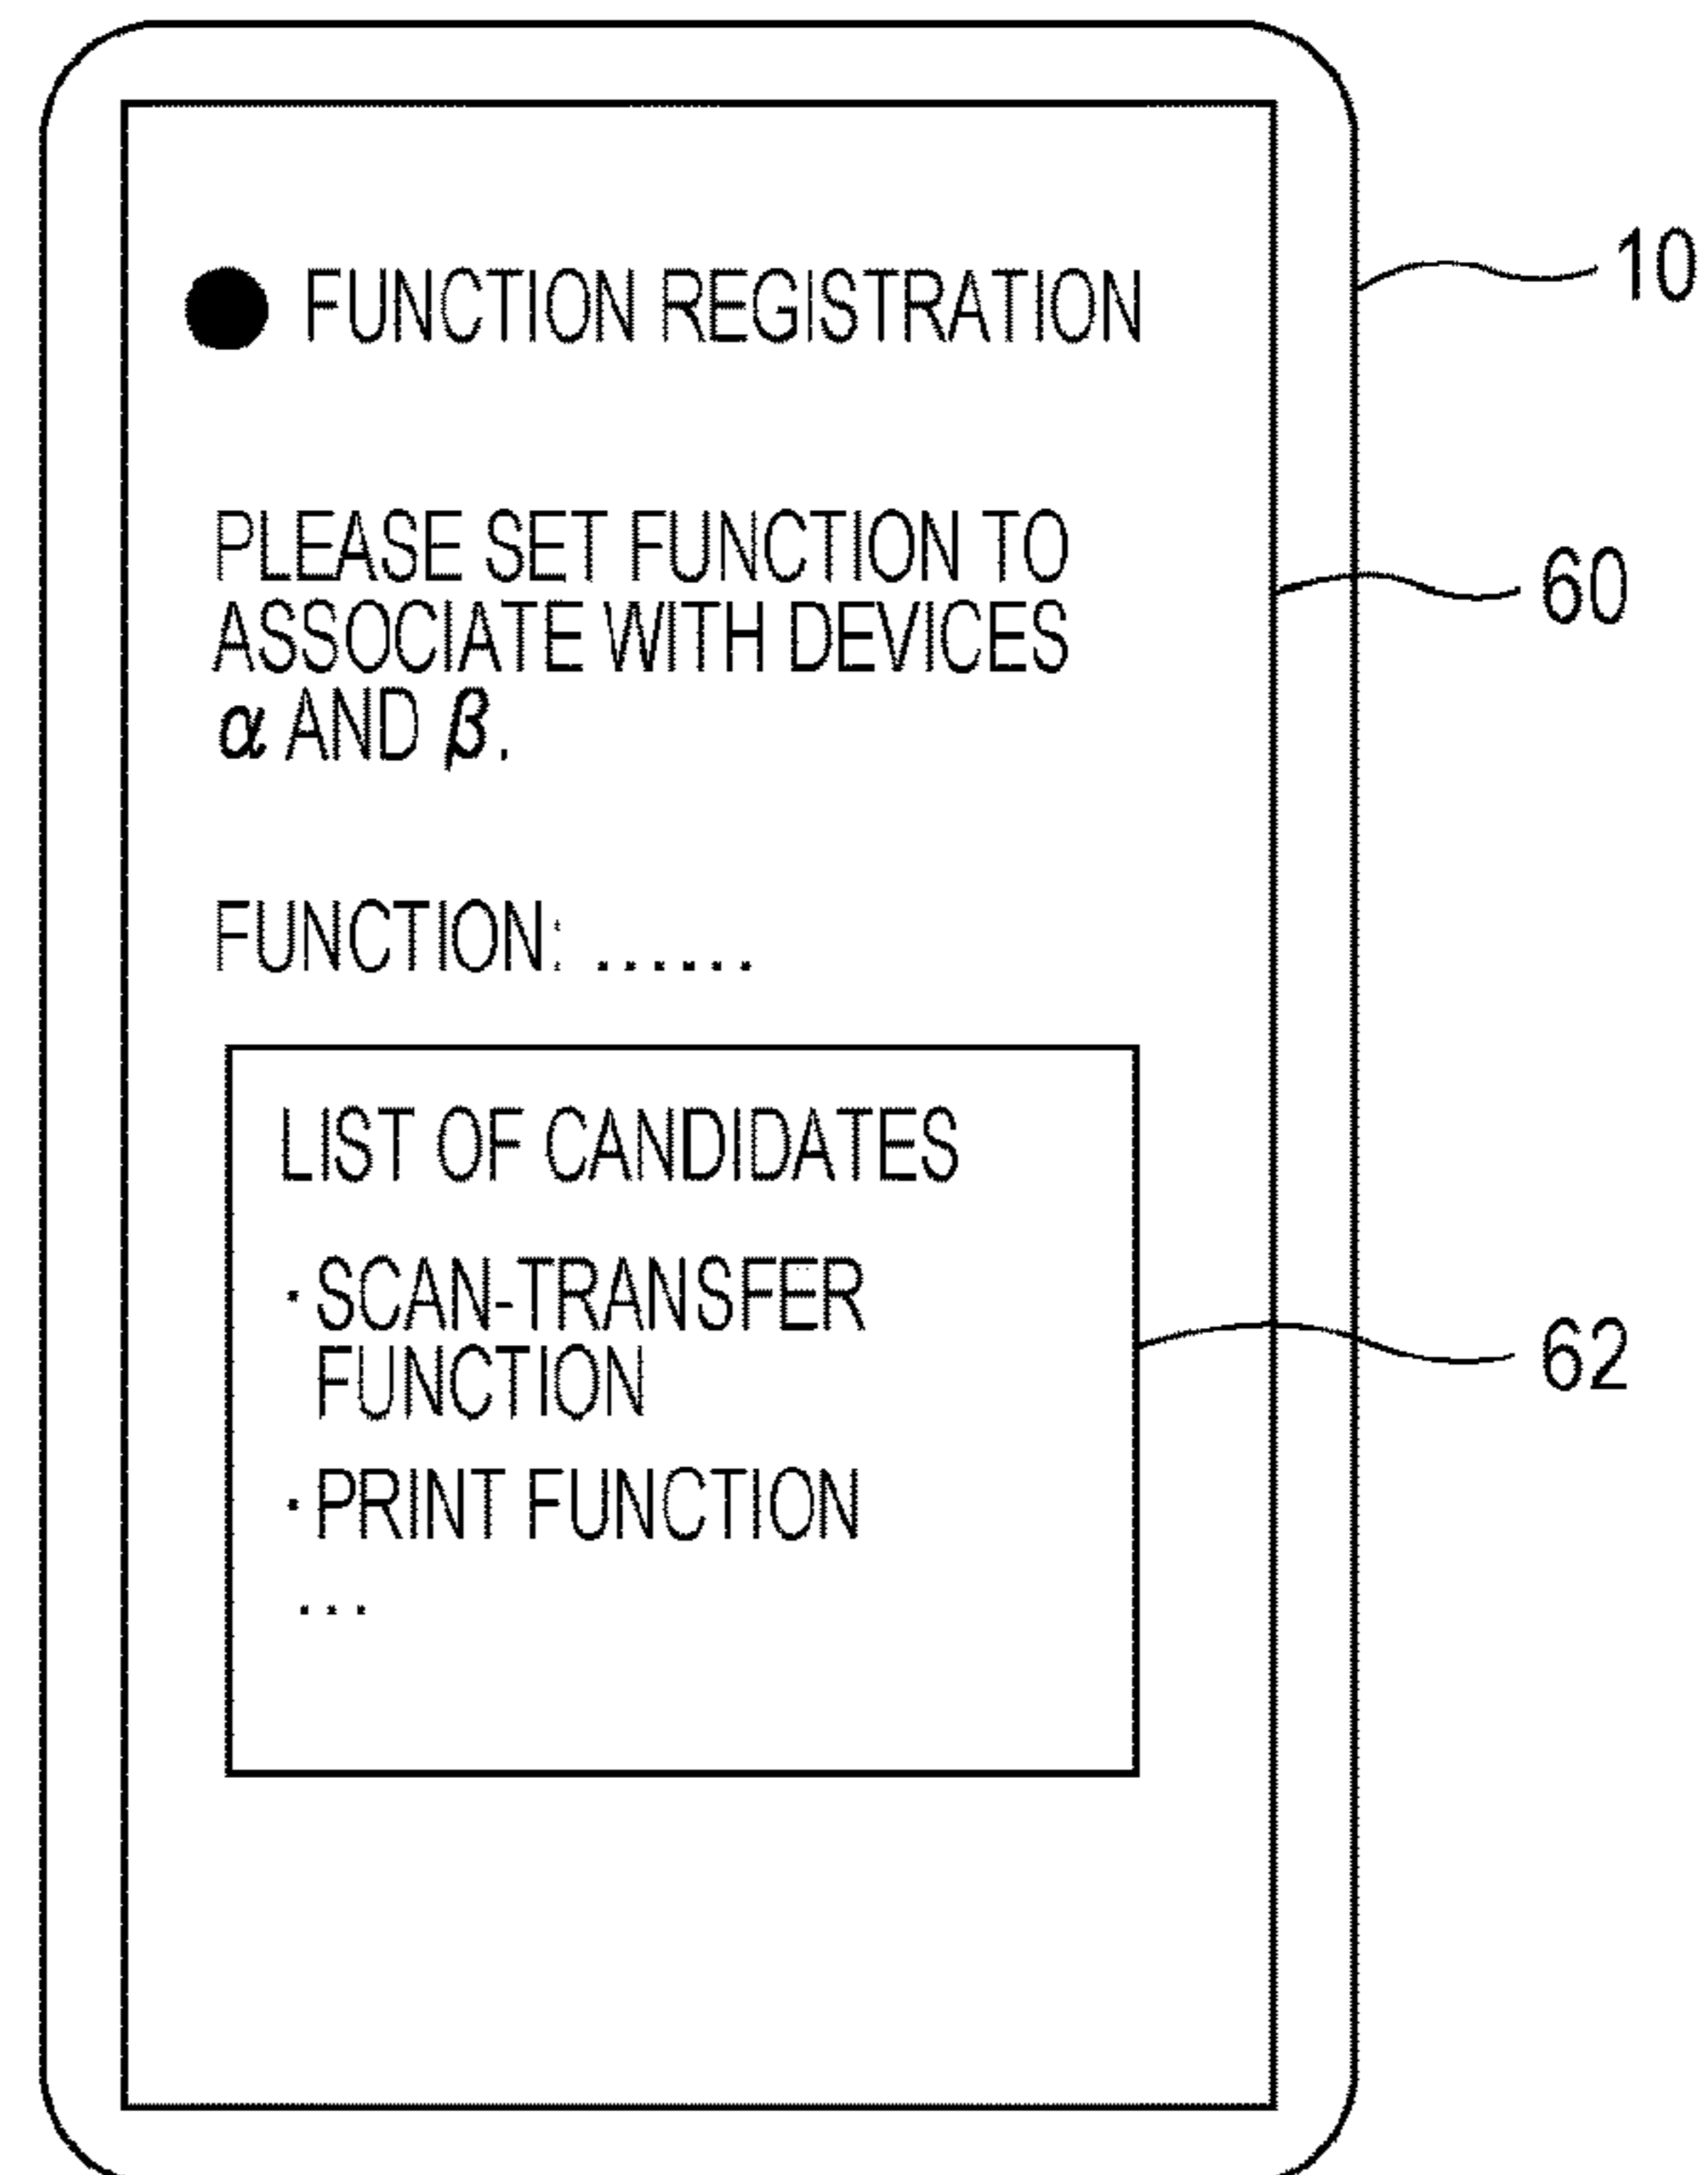 ● FUNCTION REGISTRATION
10
PLEASE SET FUNCTION TO
ASSOCIATE WITH DEVICES
α AND β.
60
FUNCTION: ......
LIST OF CANDIDATES
· SCAN-TRANSFER
FUNCTION
62
· PRINT FUNCTION
...